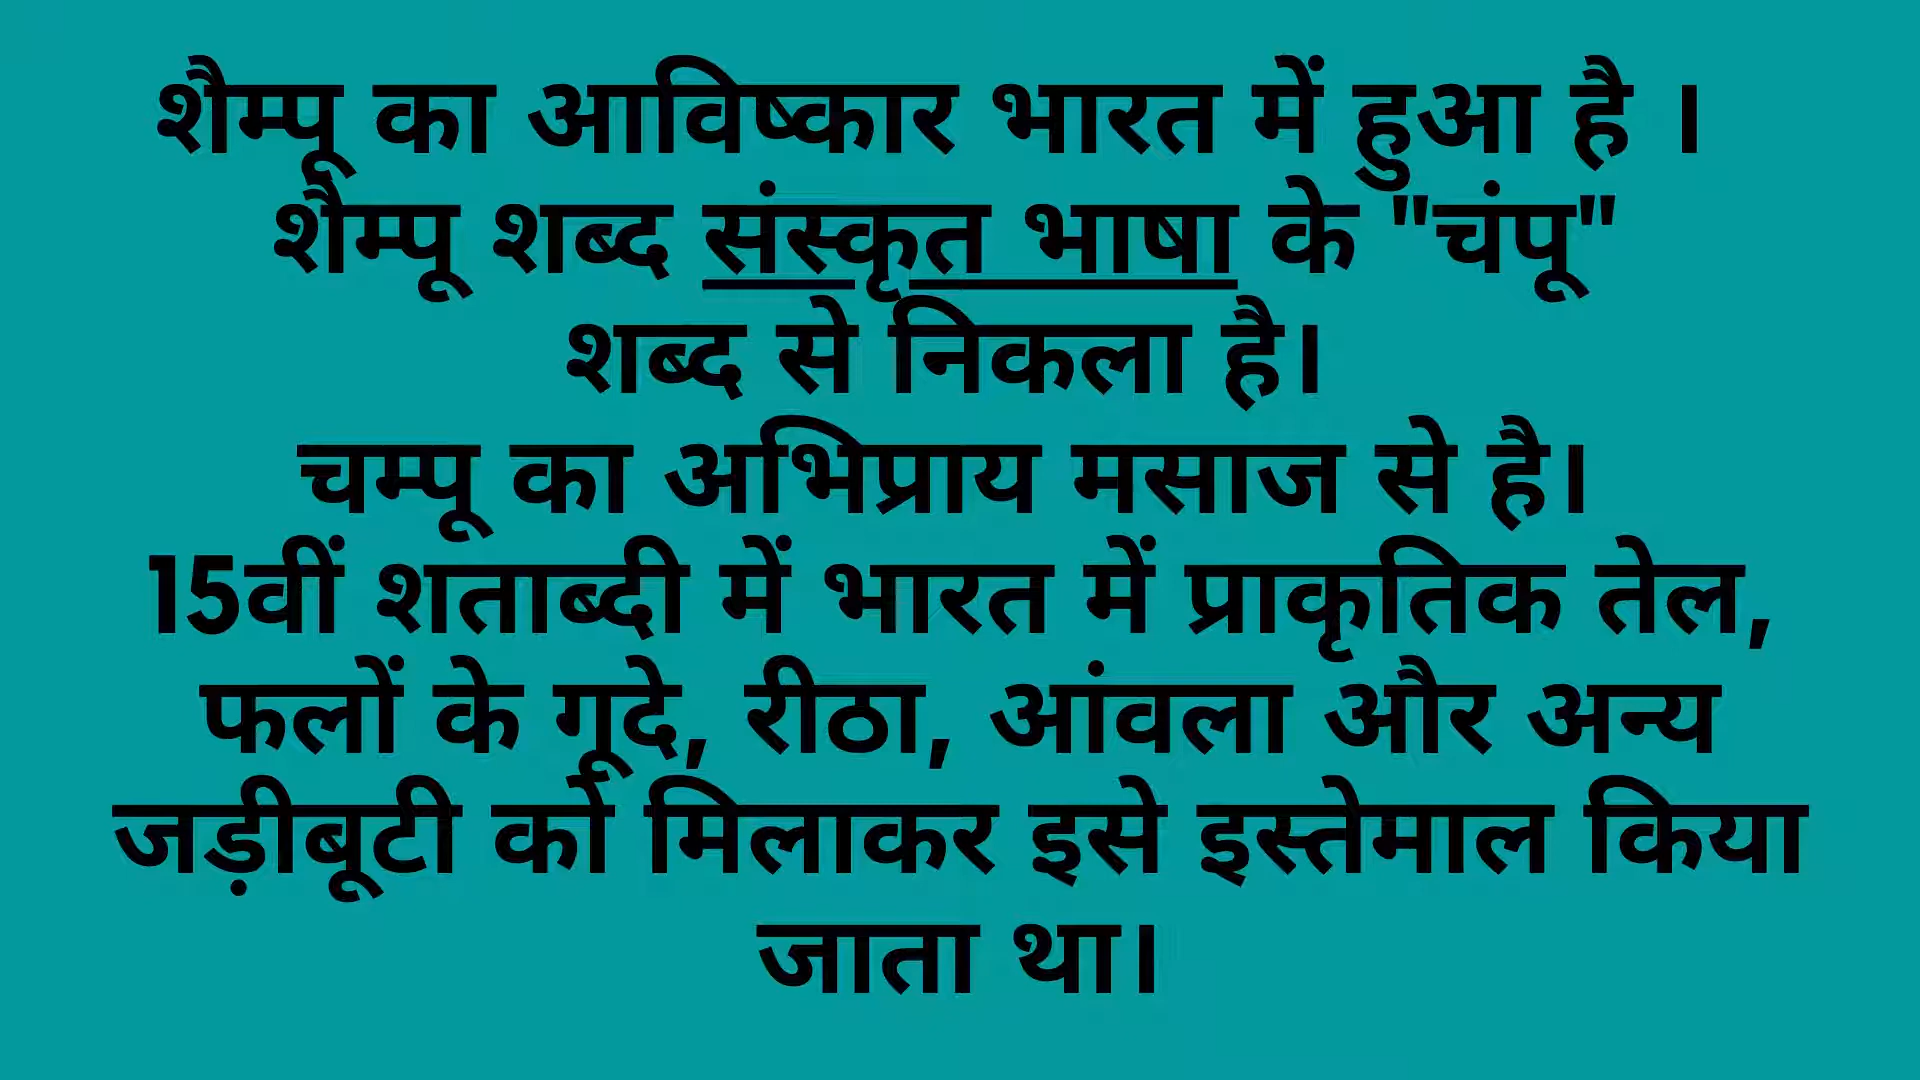 शैम्पू का आविष्कार भारत में हुआ है ।
शैम्पू शब्द संस्कृत भाषा के "चंपू"
शब्द से निकला है।
चम्पू का अभिप्राय मसाज से है।
15वीं शताब्दी में भारत में प्राकृतिक तेल,
फलों के गूदे, रीठा, आंवला और अन्य
जड़ीबूटी को मिलाकर इसे इस्तेमाल किया
जाता था।